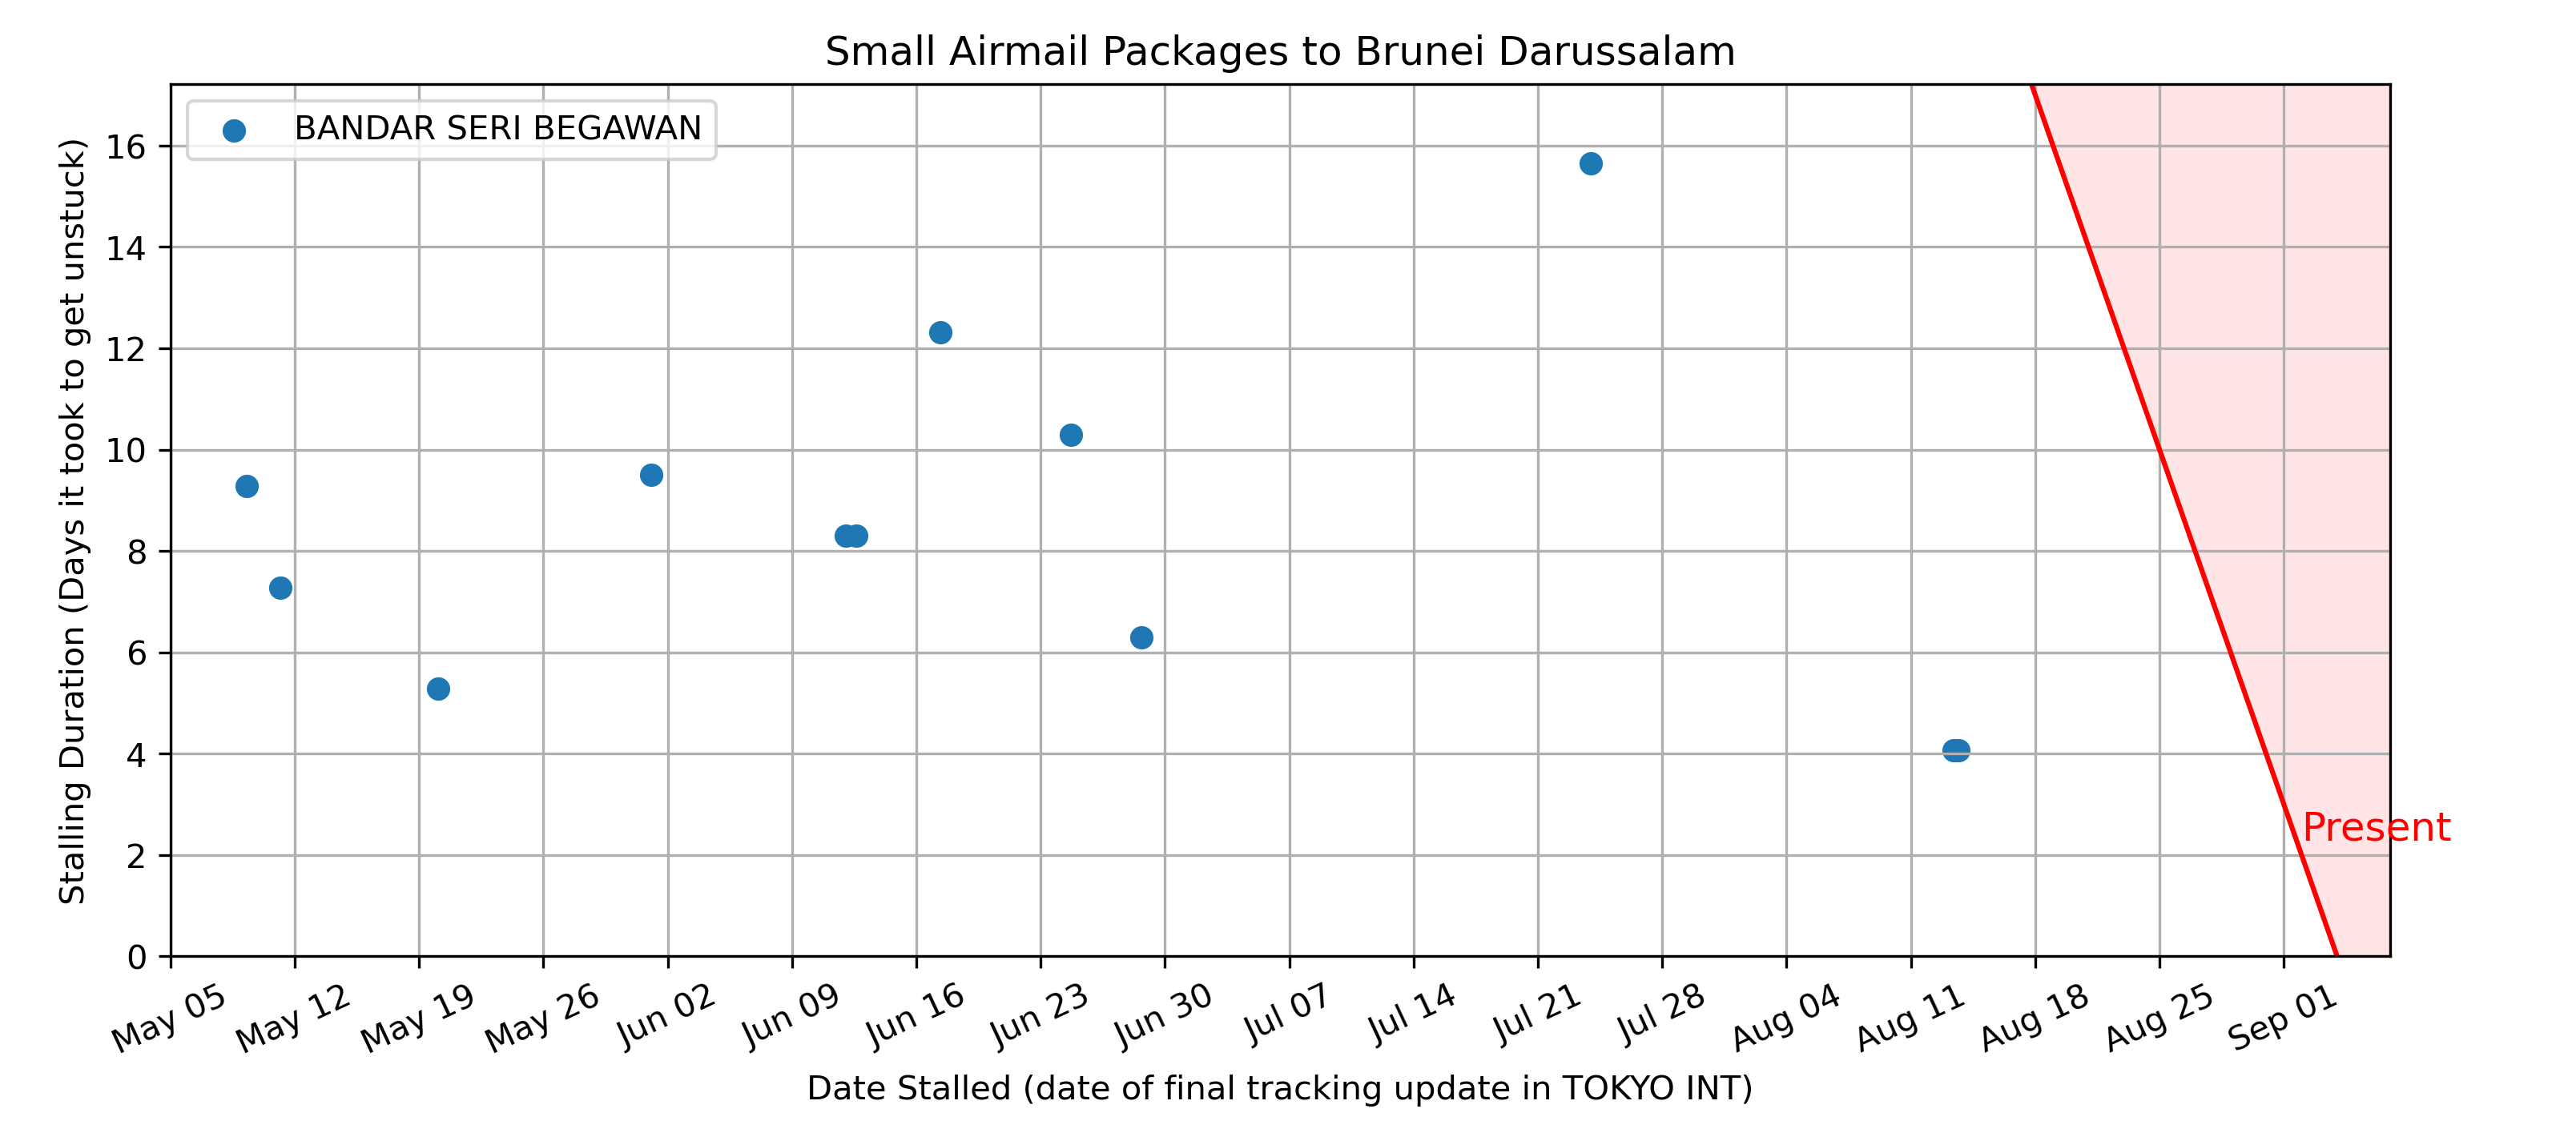 Small Airmail Packages to Brunei Darussalam
BANDAR SERI BEGAWAN
Stalling Duration (Days it took to get unstuck)
16
14
12
10
8
6
4
2
0
Present
May 05
May 12
May 19
May 26
Jun 02
Jun 09
Jun 16
Jun 23
Jun 30
Jul 07
Jul 14
Jul 21
Jul 28
Aug 04
Aug 11
Aug 18
Aug 25
Sep 01
Date Stalled (date of final tracking update in TOKYO INT)